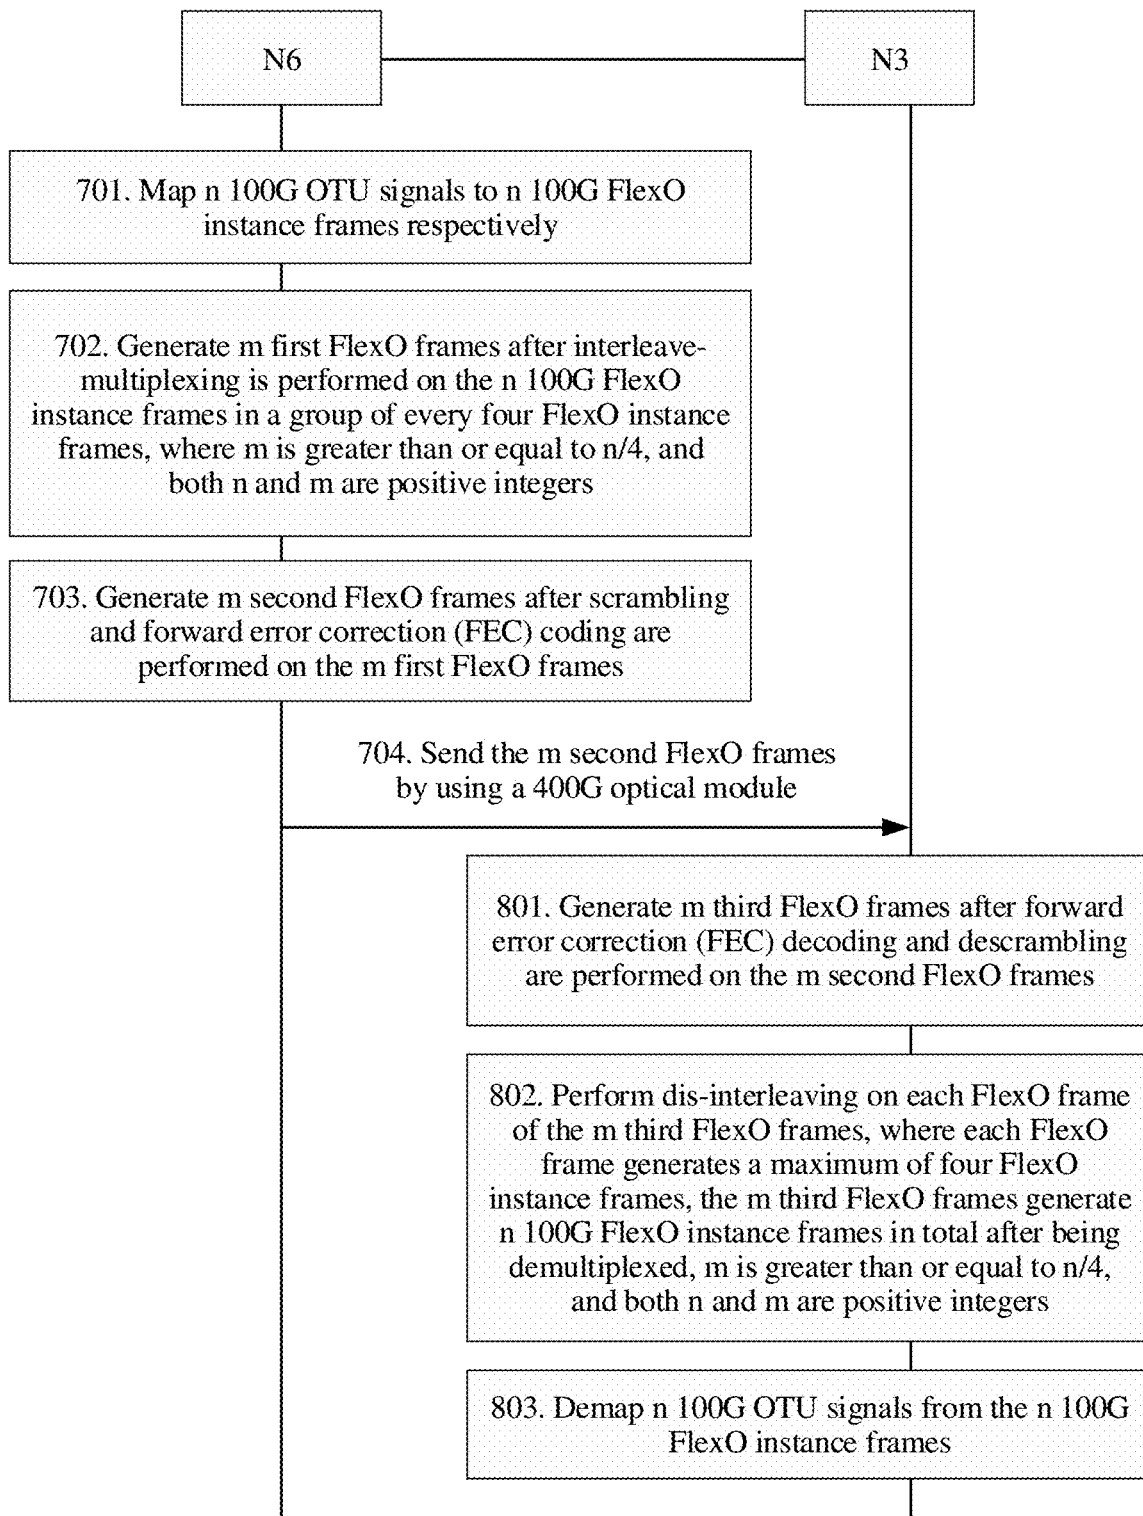 N6
N3
701. Map n 100G OTU signals to n 100G FlexO
instance frames respectively
702. Generate m first FlexO frames after interleave-
multiplexing is performed on the n 100G FlexO
instance frames in a group of every four FlexO instance
frames, where m is greater than or equal to n/4, and
both n and m are positive integers
703. Generate m second FlexO frames after scrambling
and forward error correction (FEC) coding are
performed on the m first FlexO frames
704. Send the m second FlexO frames
by using a 400G optical module
801. Generate m third FlexO frames after forward
error correction (FEC) decoding and descrambling
are performed on the m second FlexO frames
802. Perform dis-interleaving on each FlexO frame
of the m third FlexO frames, where each FlexO
frame generates a maximum of four FlexO
instance frames, the m third FlexO frames generate
n 100G FlexO instance frames in total after being
demultiplexed, m is greater than or equal to n/4,
and both n and m are positive integers
803. Demap n 100G OTU signals from the n 100G
FlexO instance frames